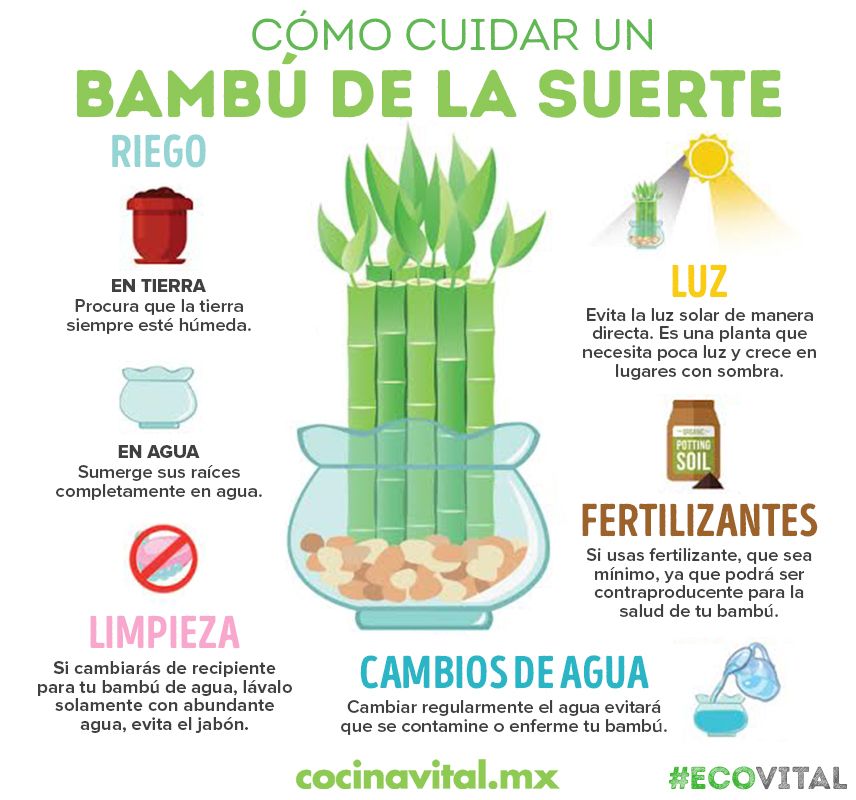 CÓMO CUIDAR UN
BAMBÚ DE LA SUERTE
RIEGO
EN TIERRA
Procura que la tierra
siempre esté húmeda.
EN AGUA
Sumerge sus raíces
completamente en agua.
LIMPIEZA
Si cambiarás de recipiente
para tu bambú de agua, lávalo
solamente con abundante
agua, evita el jabón.
LUZ
Evita la luz solar de manera
directa. Es una planta que
necesita poca luz y crece en
lugares con sombra.
ORGANIC
POTTING
SOIL
FERTILIZANTES
Si usas fertilizante, que sea
mínimo, ya que podrá ser
contraproducente para la
salud de tu bambú.
CAMBIOS DE AGUA
Cambiar regularmente el agua evitará
que se contamine o enferme tu bambú.
cocinavital.mx
#ECOVITAL